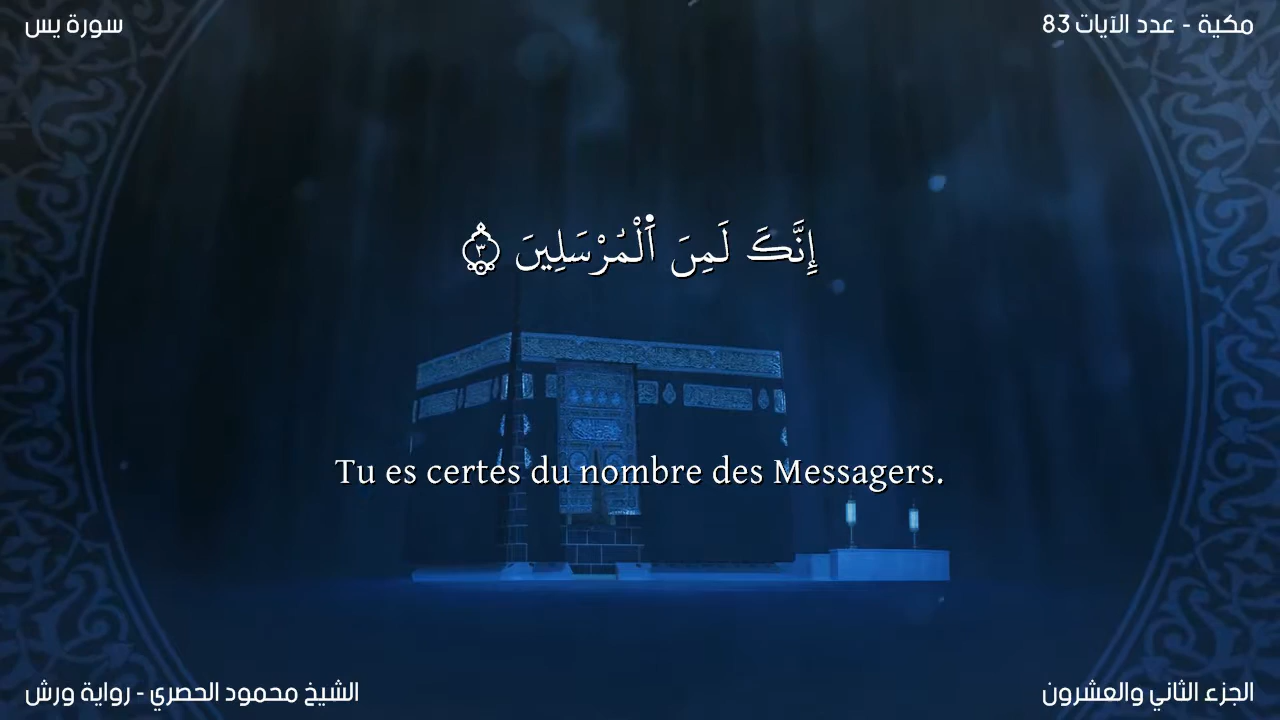 سورة يس
مكية - عدد الآيات 83
إِنَّكَ لَمِنَ اَ۬لْمُرْسَلِينَ ٣
Tu es certes du nombre des Messagers.
الشيخ محمود الحصري - رواية ورش
الجزء الثاني والعشرون